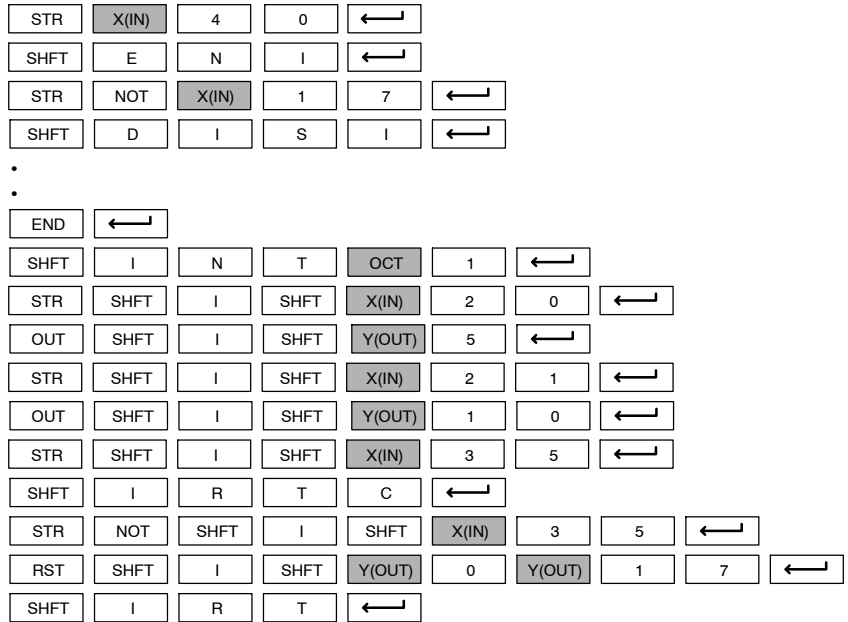 STR X(IN) 4 0
SHFT E N I
STR NOT X(IN) 1 7
SHFT D I S I
•
•
END
SHFT I N T OCT 1
STR SHFT I SHFT X(IN) 2 0
OUT SHFT I SHFT Y(OUT) 5
STR SHFT I SHFT X(IN) 2 1
OUT SHFT I SHFT Y(OUT) 1 0
STR SHFT I SHFT X(IN) 3 5
SHFT I R T C
STR NOT SHFT I SHFT X(IN) 3 5
RST SHFT I SHFT Y(OUT) 0 Y(OUT) 1 7
SHFT I R T